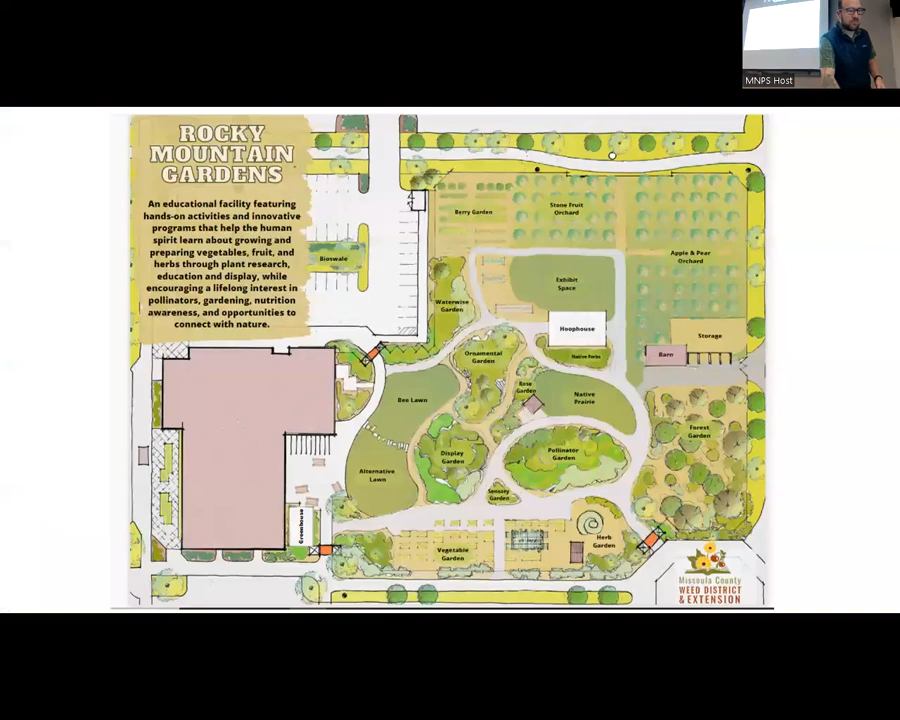 MNPS Host
ROCKY
MOUNTAIN
GARDENS
An educational facility featuring
hands-on activities and innovative
programs that help the human
spirit learn about growing and
preparing vegetables, fruit, and
herbs through plant research,
education and display, while
encouraging a lifelong interest in
pollinators, gardening, nutrition
awareness, and opportunities to
connect with nature.
Bioswale
Berry Garden
Stone Fruit
Orchard
Apple & Pear
Orchard
Exhibit
Space
Waterwise
Garden
Hoophouse
Native Parks
Storage
Barn
Ornamental
Garden
Rose
Garden
Native
Prairie
Bee Lawn
Forest
Garden
Display
Garden
Pollinator
Garden
Alternative
Lawn
Sensory
Garden
Greenhouse
Vegetable
Garden
Herb
Garden
Missoula County
WEED DISTRICT
& EXTENSION